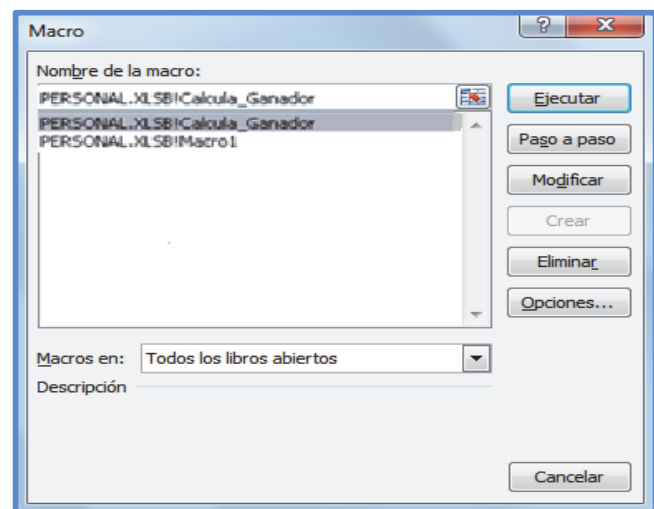 Macro
Nombre de la macro:
PERSONAL.XLSB!Calcula_Ganador
PERSONAL.XLSB!Calcula_Ganador
PERSONAL.XLSB!Macro1
Ejecutar
Paso a paso
Modificar
Crear
Eliminar
Opciones...
Macros en: Todos los libros abiertos
Descripción
Cancelar